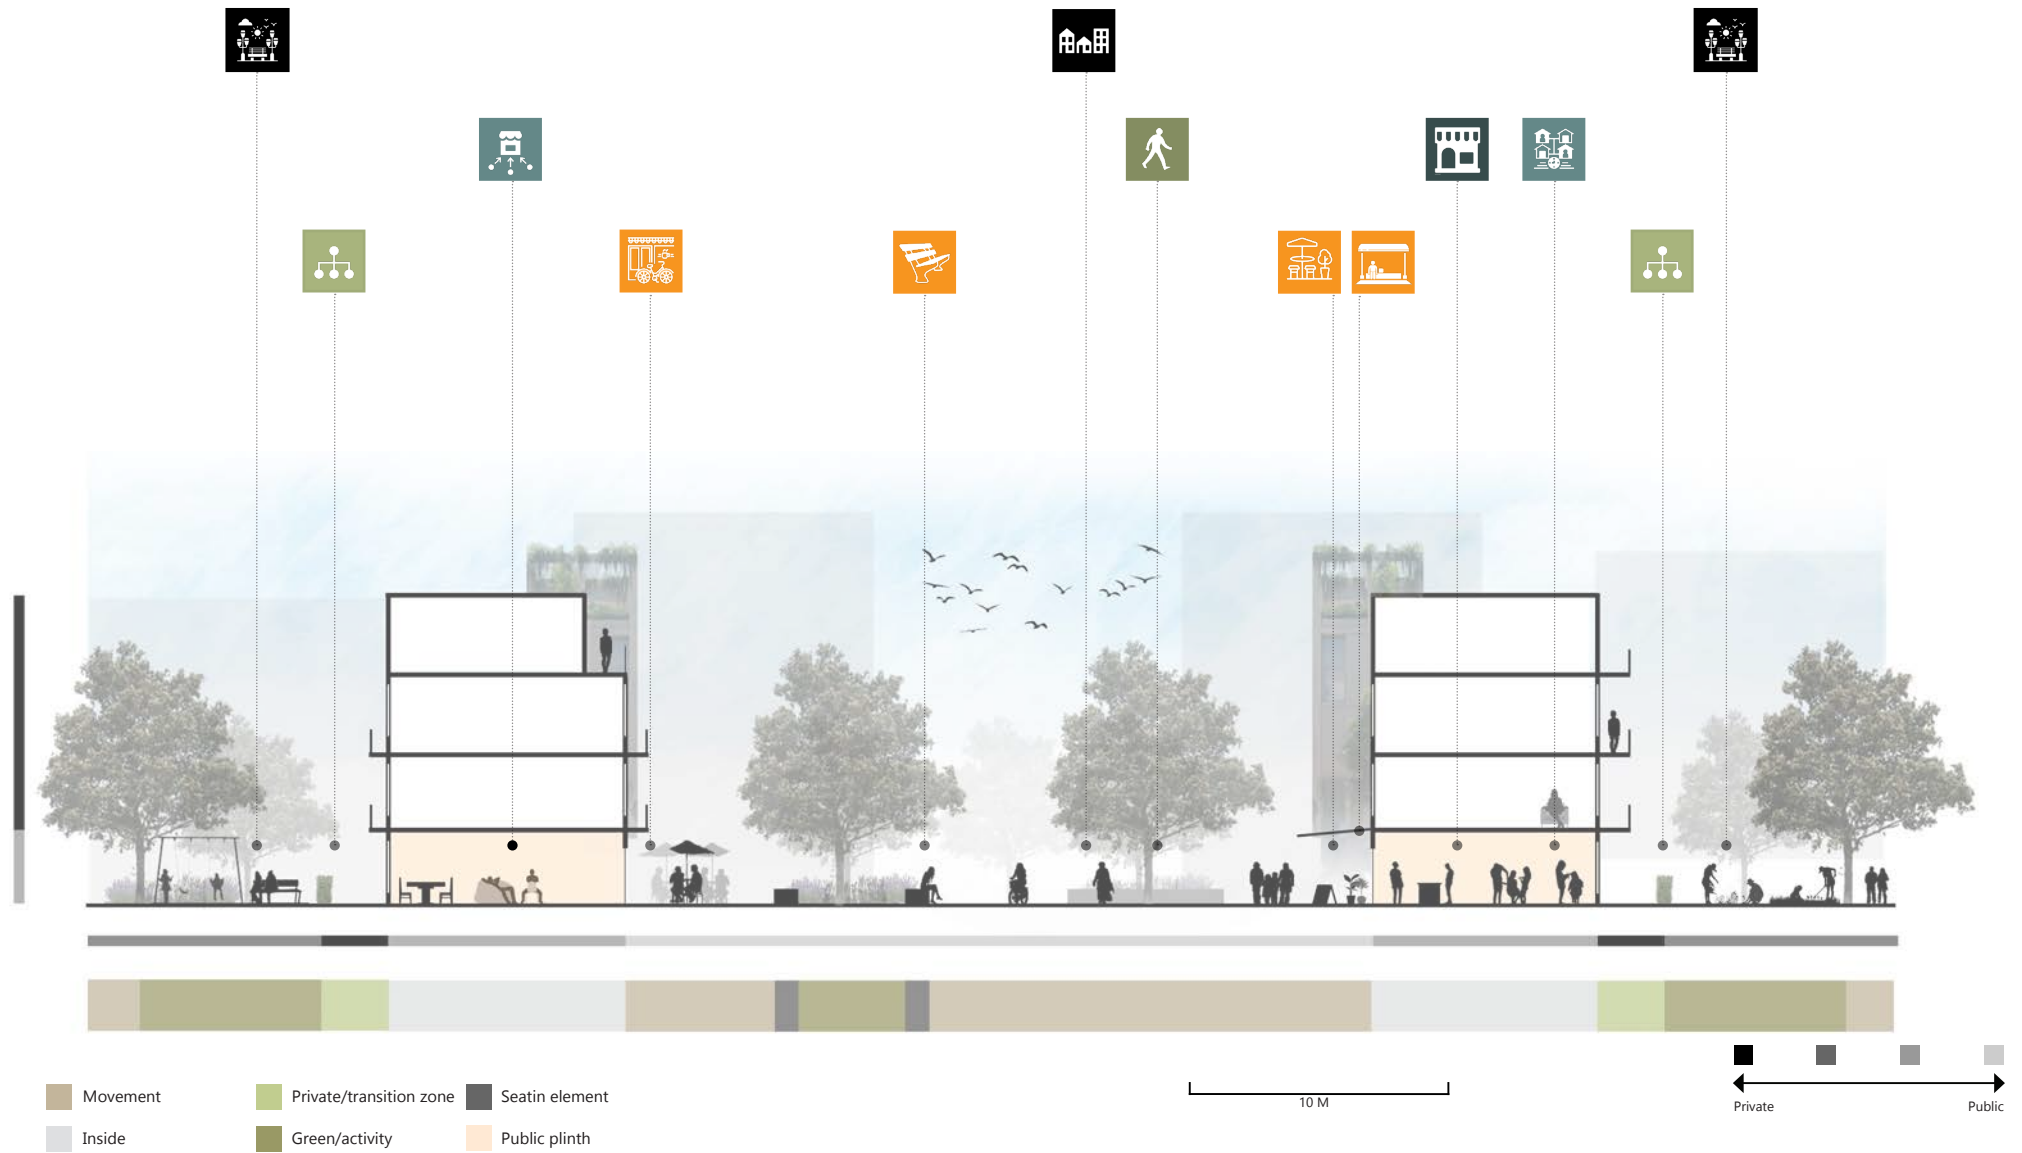 Movement
Private/transition zone
Seatin element
Inside
Green/activity
Public plinth
10 M
Private
Public